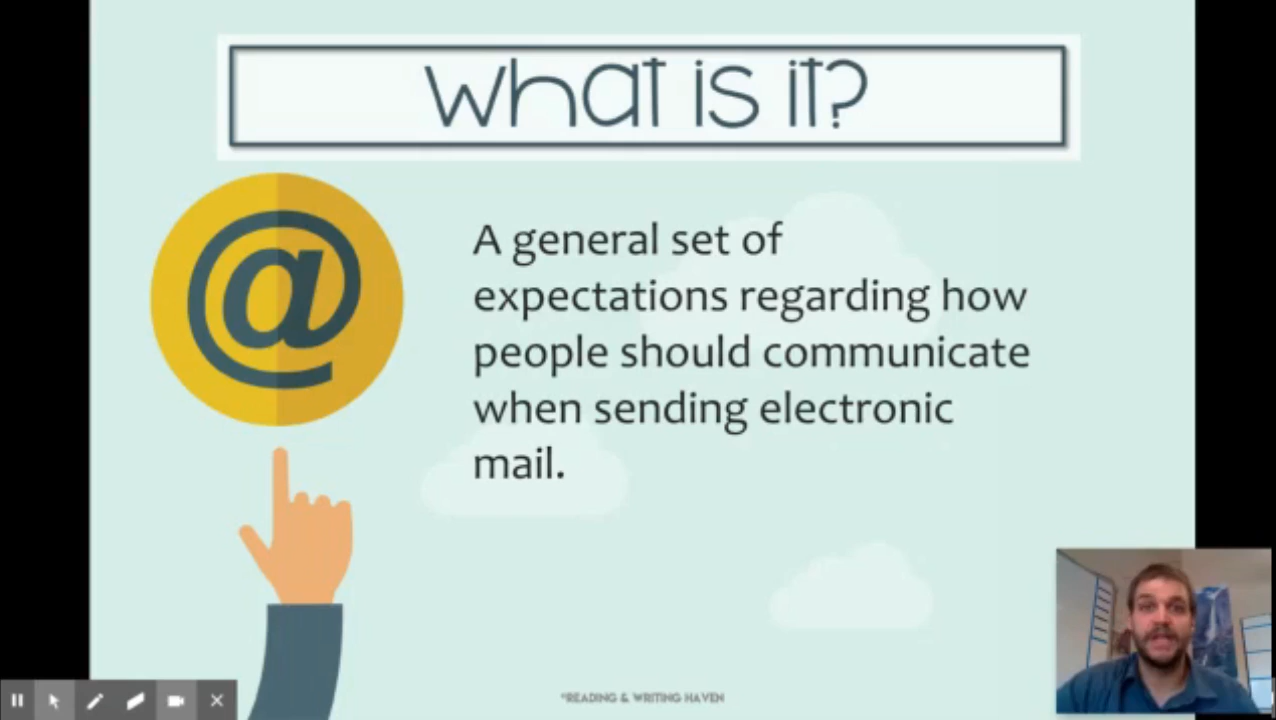 What is it?
@
A general set of
expectations regarding how
people should communicate
when sending electronic
mail.
*READING & WRITING HAVEN